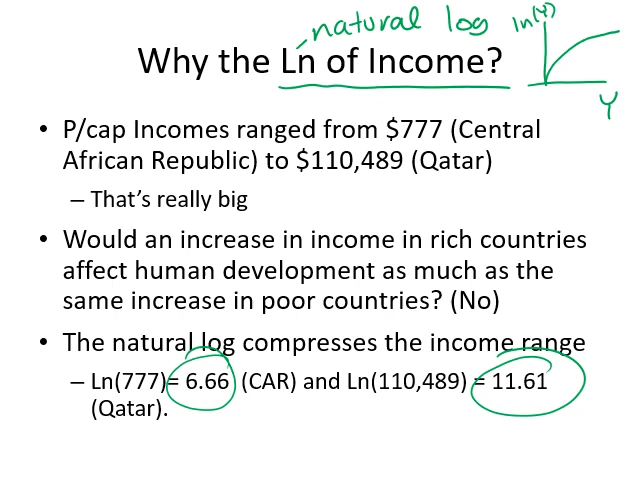 natural log
ln(Y)
Why the Ln of Income?
Y
• P/cap Incomes ranged from $777 (Central
African Republic) to $110,489 (Qatar)
– That's really big
• Would an increase in income in rich countries
affect human development as much as the
same increase in poor countries? (No)
• The natural log compresses the income range
– Ln(777)= 6.66 (CAR) and Ln(110,489) = 11.61
(Qatar).